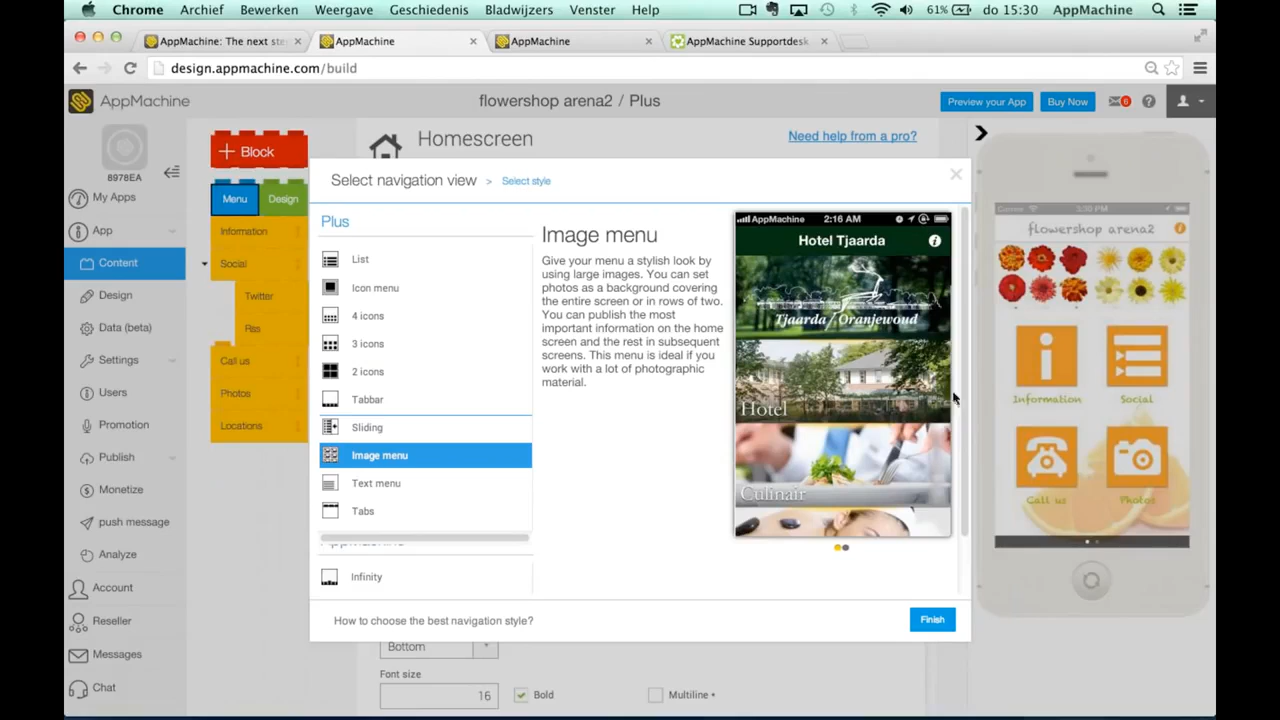 Chrome Archief Bewerken Weergave Geschiedenis Bladwijzers Venster Help 61% do 15:30 AppMachine
AppMachine: The next ste
AppMachine
AppMachine
AppMachine Supportdesk
design.appmachine.com/build
AppMachine
flowershop arena2 / Plus
Preview your App
Buy Now
6
8978EA
My Apps
App
Content
Design
Data (beta)
Settings
Users
Promotion
Publish
Monetize
push message
Analyze
Account
Reseller
Messages
Chat
+ Block
Menu
Design
Information
Social
Twitter
Rss
Call us
Photos
Locations
Homescreen
Need help from a pro?
Select navigation view > Select style
Plus
List
Icon menu
4 icons
3 icons
2 icons
Tabbar
Sliding
Image menu
Text menu
Tabs
Infinity
Image menu
Give your menu a stylish look by
using large images. You can set
photos as a background covering
the entire screen or in rows of two.
You can publish the most
important information on the home
screen and the rest in subsequent
screens. This menu is ideal if you
work with a lot of photographic
material.
AppMachine 2:16 AM
Hotel Tjaarda
Tjaarda / Oranjewoud
Hotel
Culinair
How to choose the best navigation style?
Finish
Bottom
Font size
16
Bold
Multiline
flowershop arena2
Information
Social
Call us
Photos